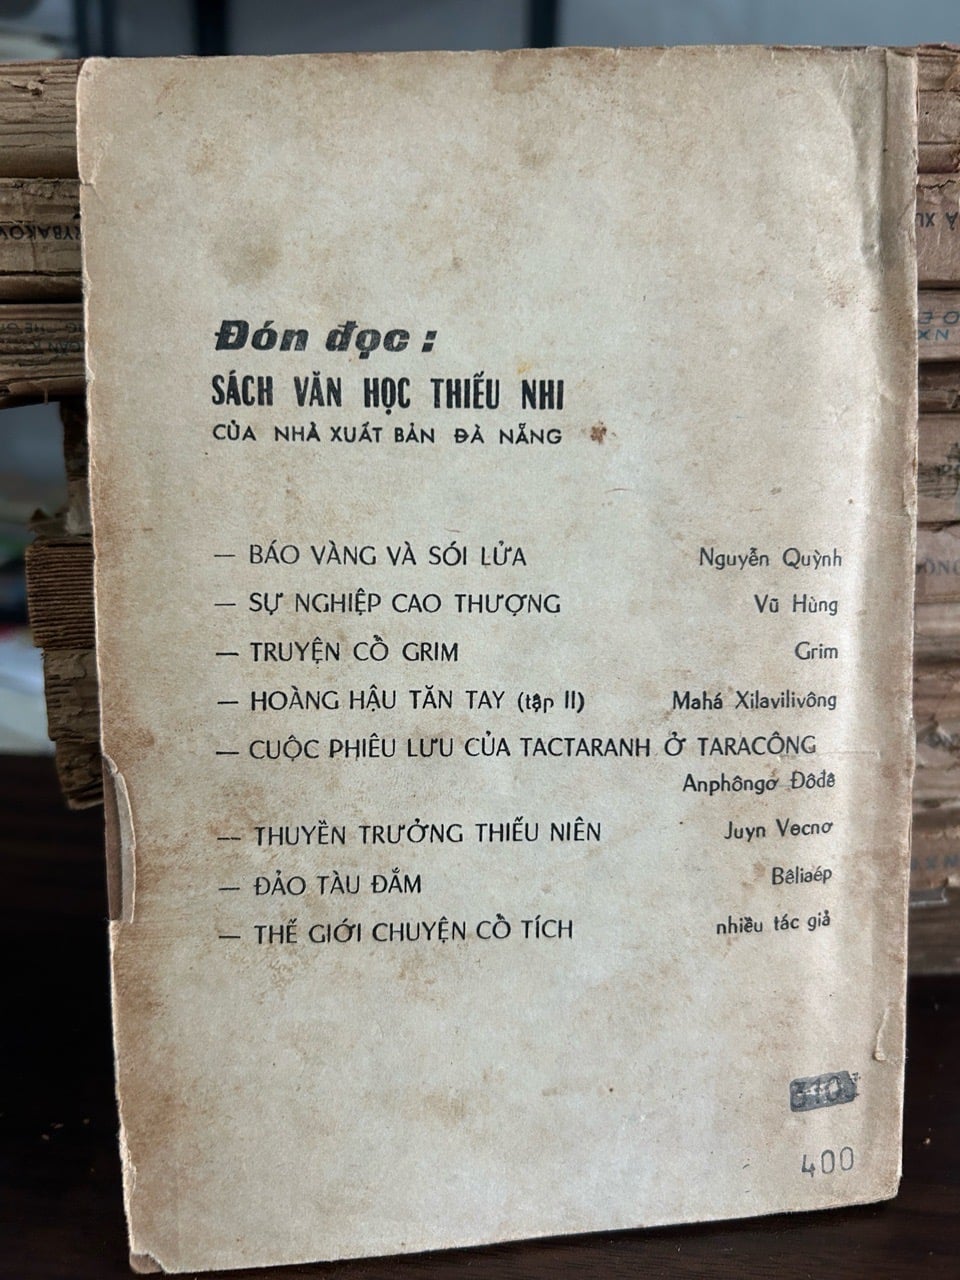 Đón đọc :
SÁCH VĂN HỌC THIẾU NHI
CỦA NHÀ XUẤT BẢN ĐÀ NẴNG
— BÁO VÀNG VÀ SÓI LỬA Nguyễn Quỳnh
— SỰ NGHIỆP CAO THƯỢNG Vũ Hùng
— TRUYỆN CỔ GRIM Grim
— HOÀNG HẬU TĂN TAY (tập II) Mahá Xilavilivông
— CUỘC PHIÊU LƯU CỦA TACTARANH Ở TARACÔNG
Anphôngơ Đôđê
— THUYỀN TRƯỞNG THIẾU NIÊN Juyn Vecnơ
— ĐẢO TÀU ĐẮM Bêliaép
— THẾ GIỚI CHUYỆN CỔ TÍCH nhiều tác giả
400